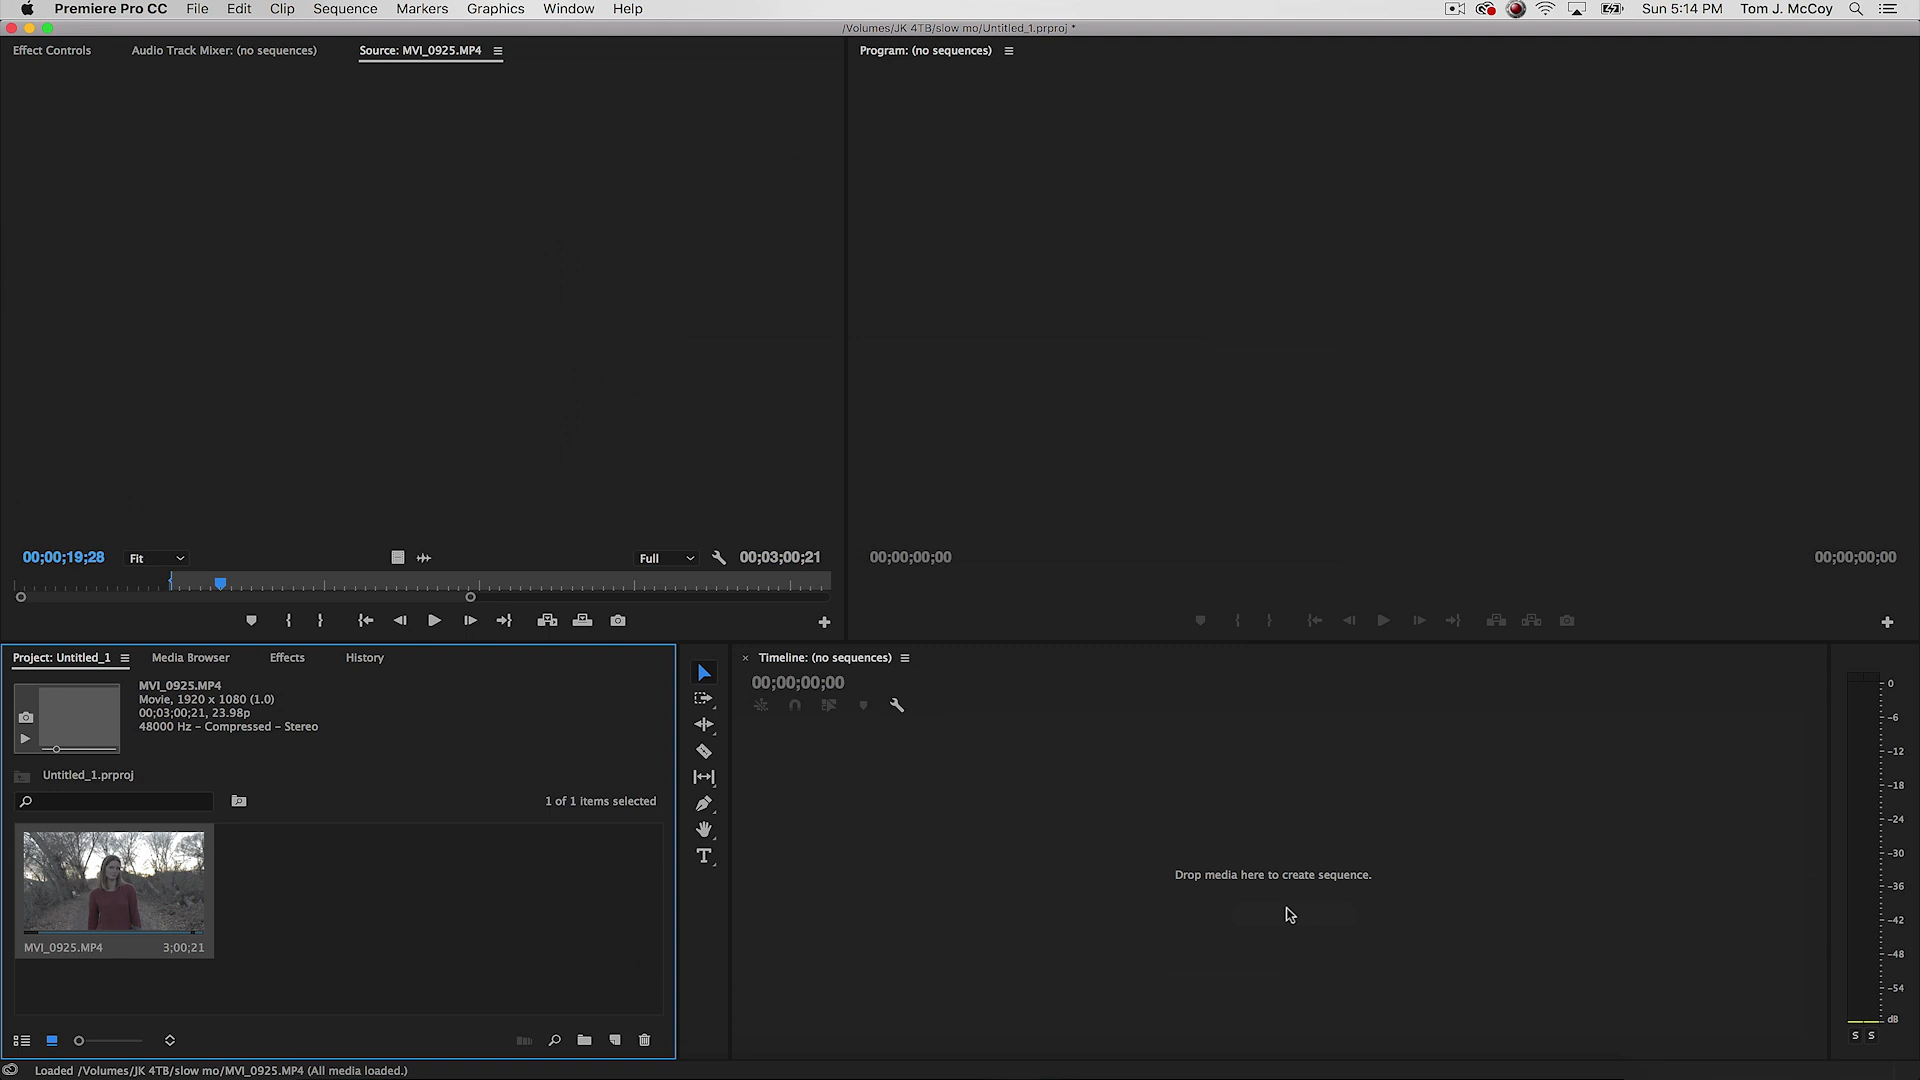 Premiere Pro CC File Edit Clip Sequence Markers Graphics Window Help Sun 5:14 PM Tom J. McCoy
/Volumes/JK 4TB/slow mo/Untitled_1.prproj *
Effect Controls Audio Track Mixer: (no sequences) Source: MVI_0925.MP4 Program: (no sequences)
00;00;19;28 Fit Full 00;03;00;21 00;00;00;00 00;00;00;00
Project: Untitled_1 Media Browser Effects History
MVI_0925.MP4
Movie, 1920 x 1080 (1.0)
00;03;00;21, 23.98p
48000 Hz - Compressed - Stereo
Untitled_1.prproj
1 of 1 items selected
MVI_0925.MP4 3;00;21
T
× Timeline: (no sequences)
00;00;00;00
Drop media here to create sequence.
0
-6
-12
-18
-24
-30
-36
-42
-48
-54
dB
S S
Loaded /Volumes/JK 4TB/slow mo/MVI_0925.MP4 (All media loaded.)